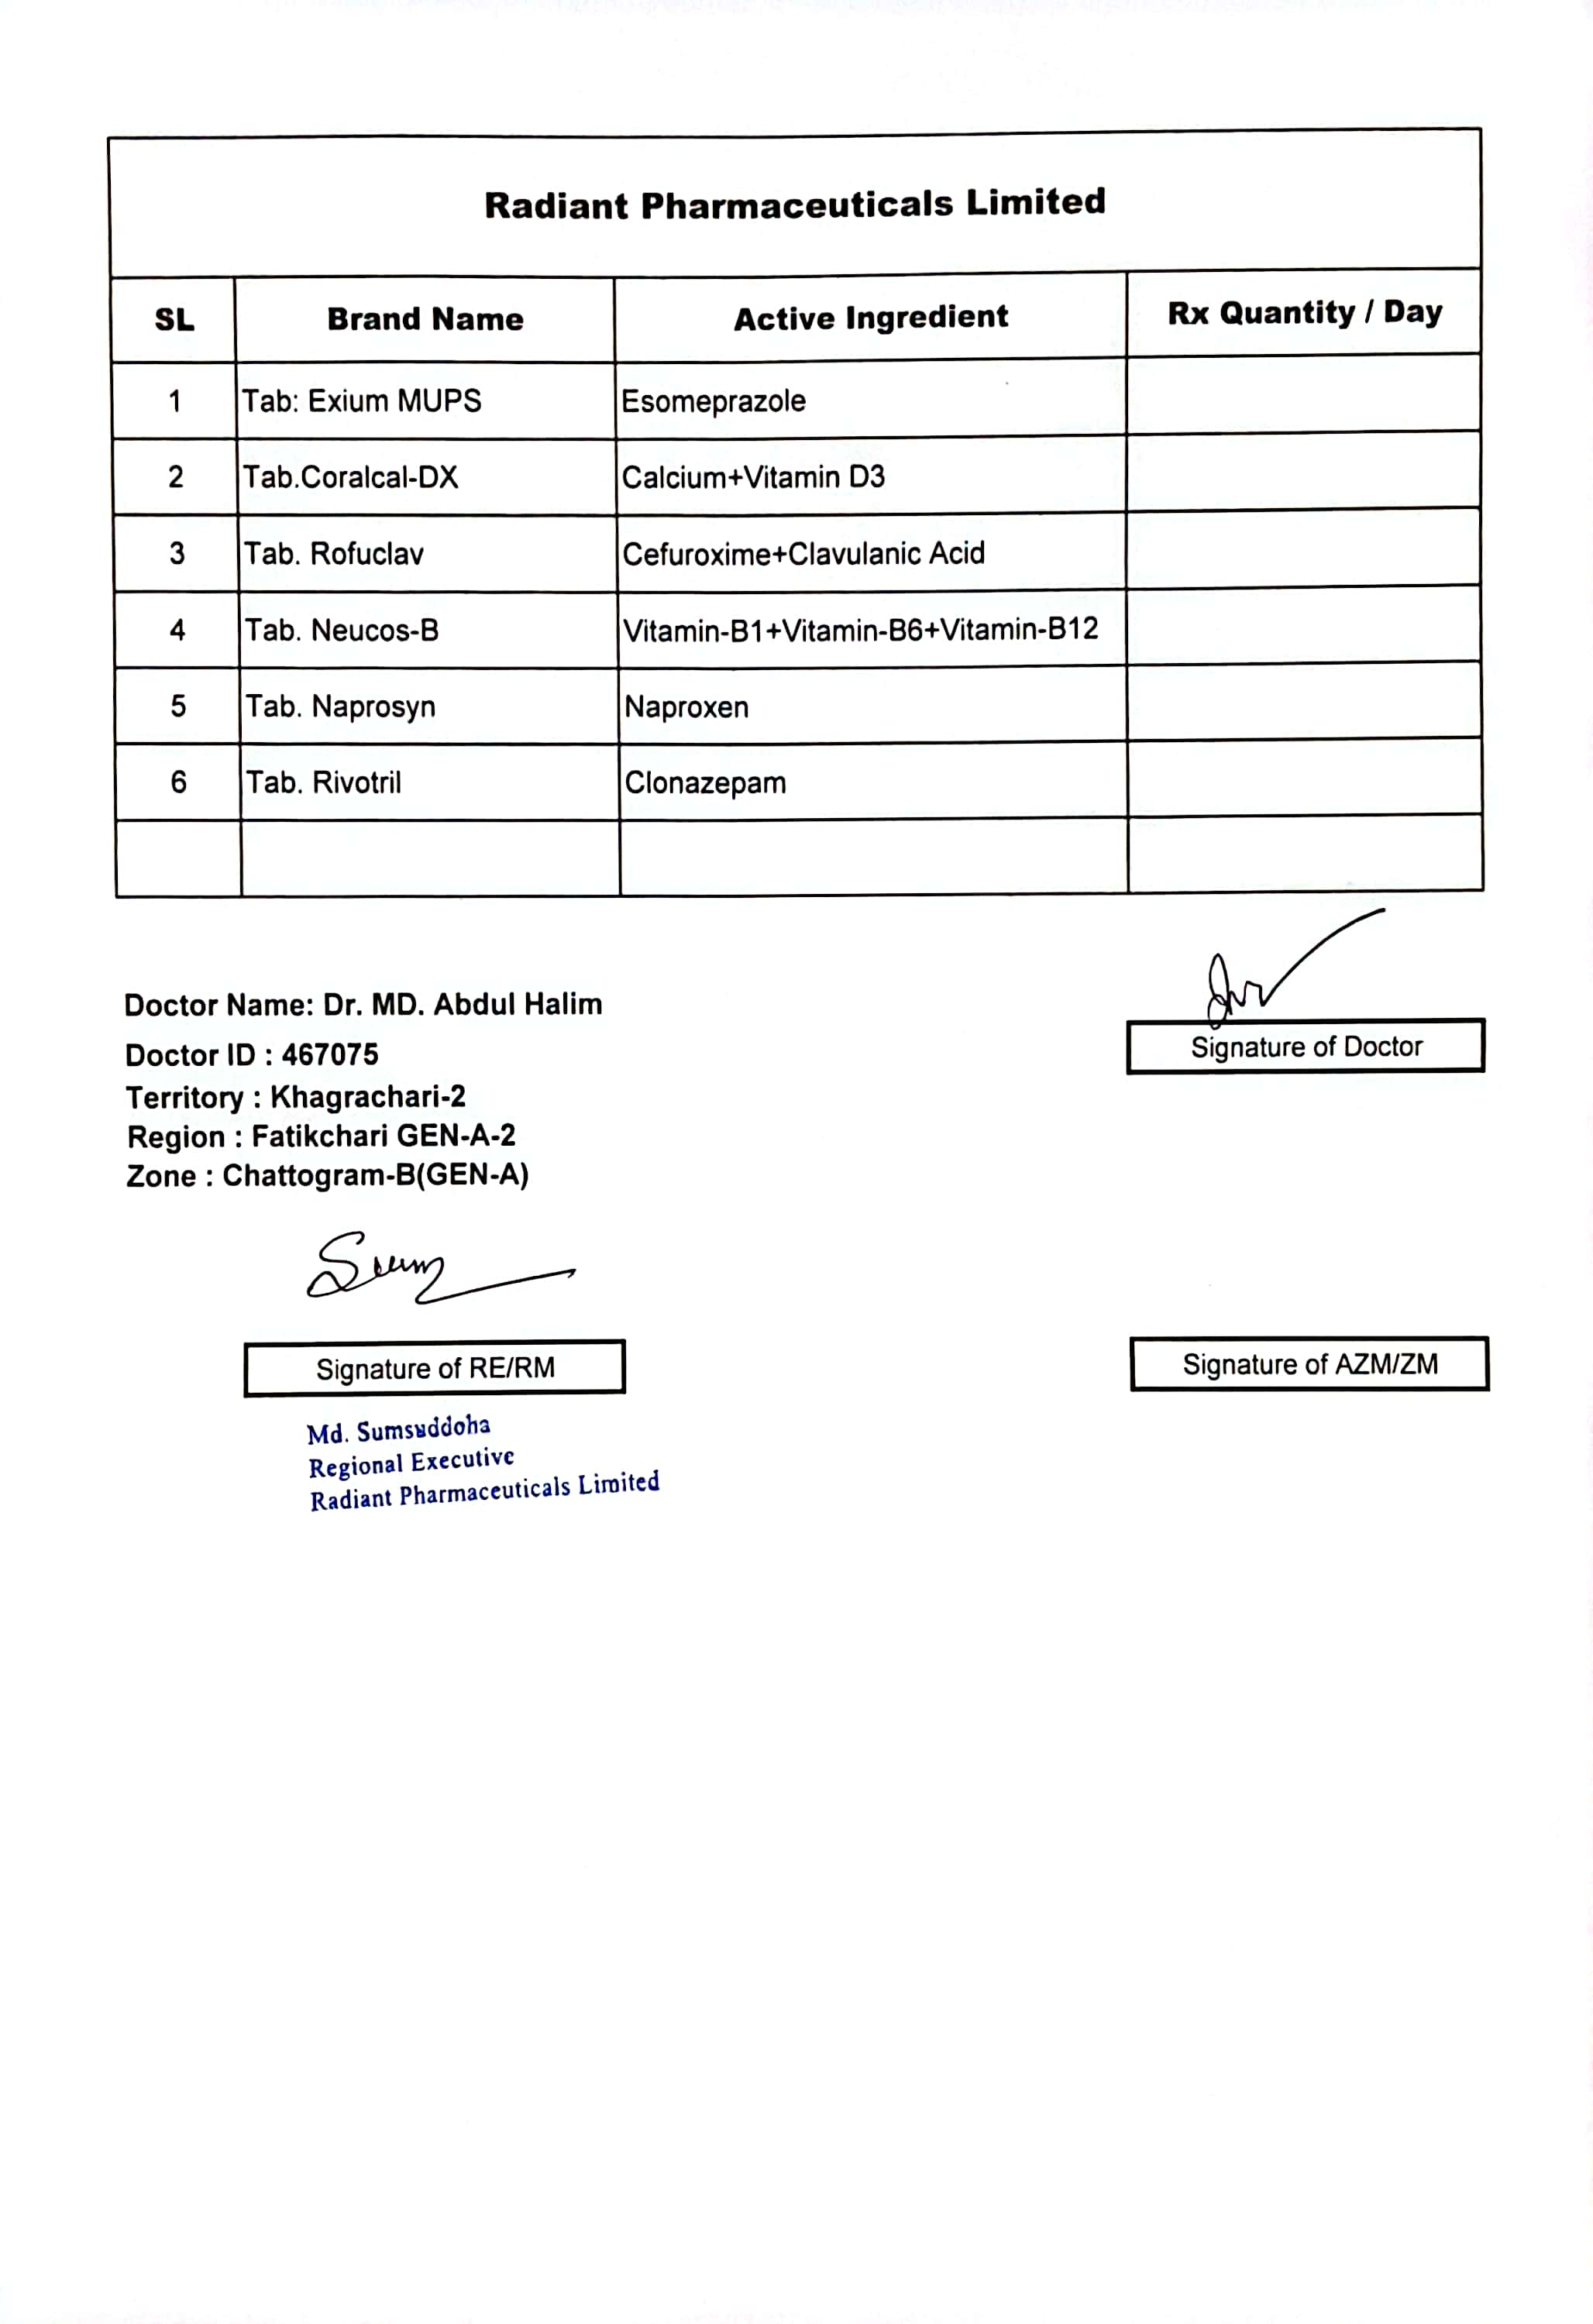 Radiant Pharmaceuticals Limited
SL Brand Name Active Ingredient Rx Quantity / Day
1 Tab: Exium MUPS Esomeprazole
2 Tab.Coralcal-DX Calcium+Vitamin D3
3 Tab. Rofuclav Cefuroxime+Clavulanic Acid
4 Tab. Neucos-B Vitamin-B1+Vitamin-B6+Vitamin-B12
5 Tab. Naprosyn Naproxen
6 Tab. Rivotril Clonazepam
Doctor Name: Dr. MD. Abdul Halim
Signature of Doctor
Doctor ID : 467075
Territory : Khagrachari-2
Region : Fatikchari GEN-A-2
Zone : Chattogram-B(GEN-A)
Signature of RE/RM
Signature of AZM/ZM
Md. Sumsuddoha
Regional Executive
Radiant Pharmaceuticals Limited